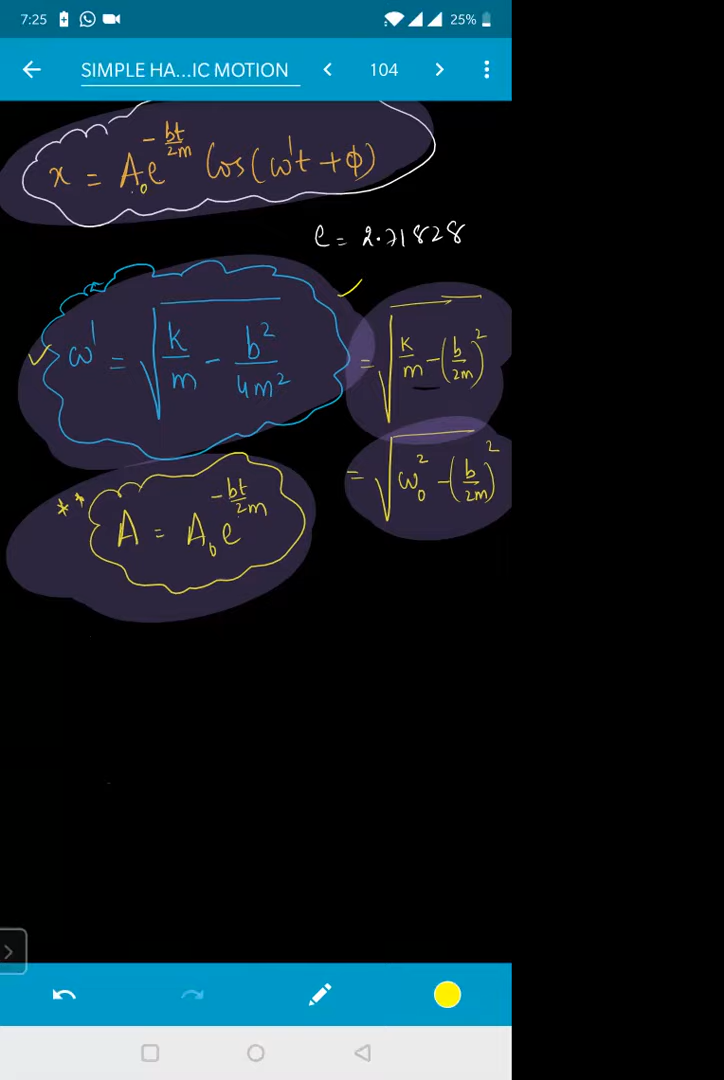 7:25 25%
SIMPLE HA...IC MOTION 104
x = A₀e^(-bt/2m) Cos(ω't + φ)
e = 2.71828
ω' = √(k/m - b²/4m²) = √(k/m - (b/2m)²)
= √(ω₀² - (b/2m)²)
** A = A₀e^(-bt/2m)